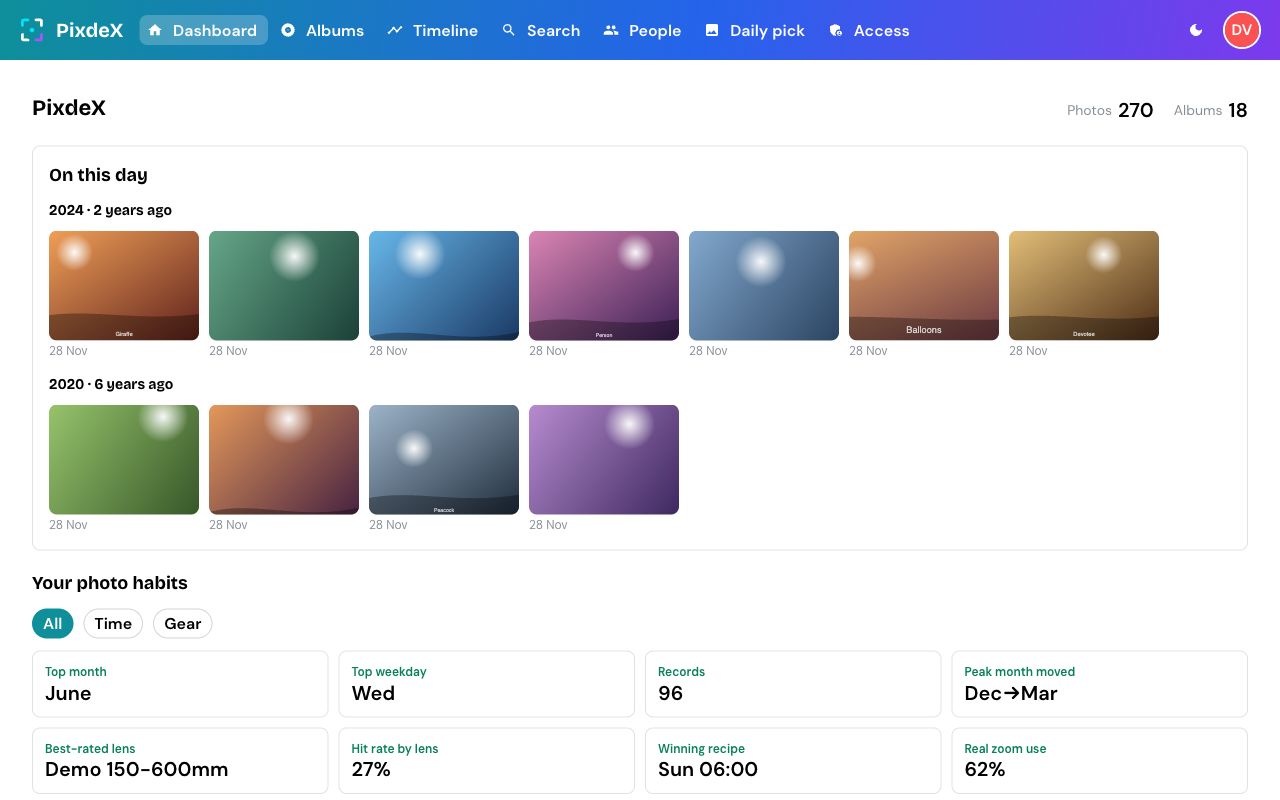 PixdeX
Dashboard
Albums
Timeline
Search
People
Daily pick
Access
DV
PixdeX
Photos 270
Albums 18
On this day
2024 · 2 years ago
Giraffe
Person
Balloons
Devotee
28 Nov
28 Nov
28 Nov
28 Nov
28 Nov
28 Nov
28 Nov
2020 · 6 years ago
Peacock
28 Nov
28 Nov
28 Nov
28 Nov
Your photo habits
All
Time
Gear
Top month
June
Top weekday
Wed
Records
96
Peak month moved
Dec→Mar
Best-rated lens
Demo 150-600mm
Hit rate by lens
27%
Winning recipe
Sun 06:00
Real zoom use
62%